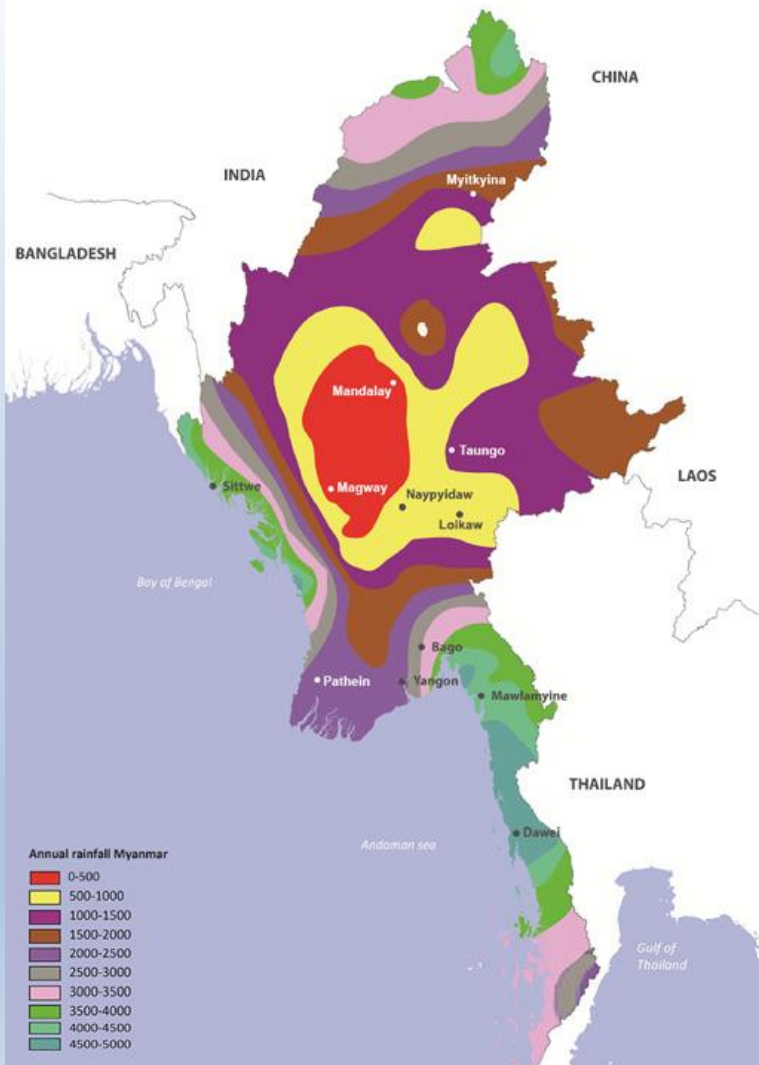 CHINA
INDIA
Myitkyina
BANGLADESH
Mandalay
Taungo
Magway
Sittwe
Naypyidaw
LAOS
Loikaw
Bay of Bengal
Bago
Pathein
Yangon
Mawlamyine
THAILAND
Dawei
Andaman sea
Gulf of
Thailand
Annual rainfall Myanmar
0-500
500-1000
1000-1500
1500-2000
2000-2500
2500-3000
3000-3500
3500-4000
4000-4500
4500-5000